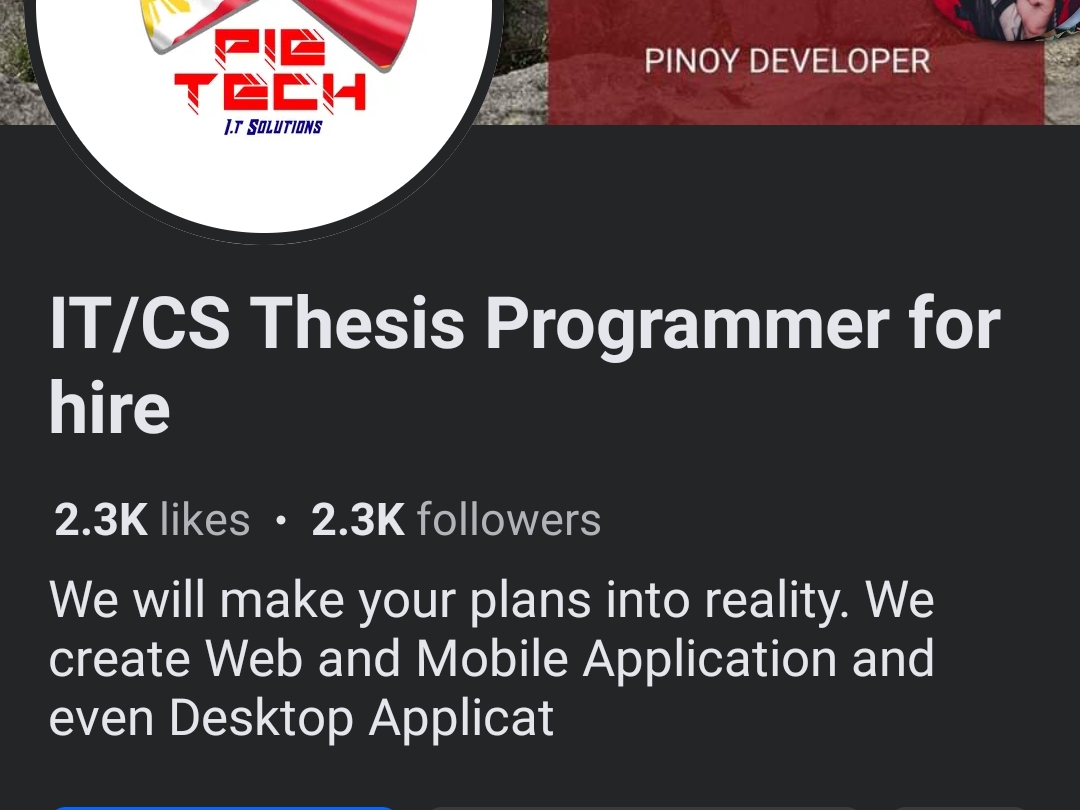 PIE
TECH
I.T SOLUTIONS
PINOY DEVELOPER
IT/CS Thesis Programmer for
hire
2.3K likes • 2.3K followers
We will make your plans into reality. We
create Web and Mobile Application and
even Desktop Applicat